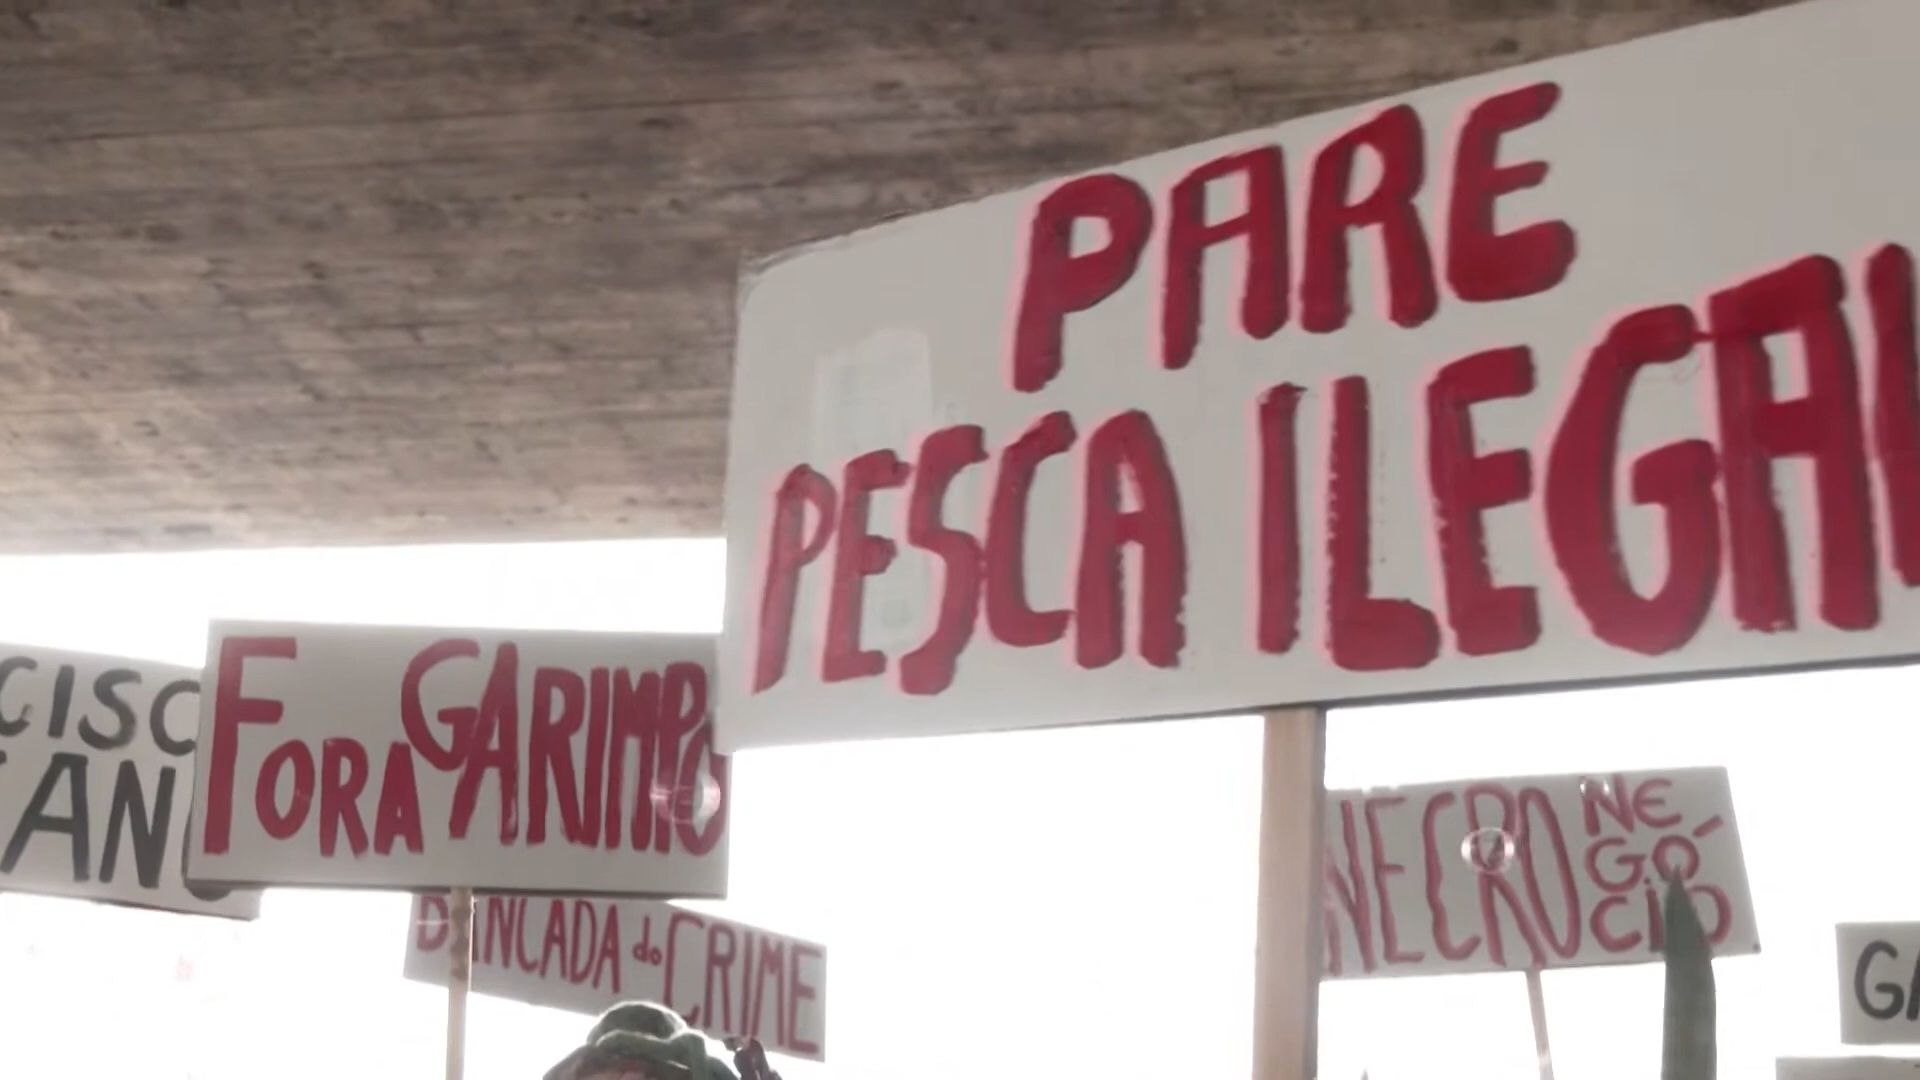 PARE
PESCA ILEGAL
FORA GARIMPO
BANCADA do CRIME
NECRO NE
GÓ
CIO